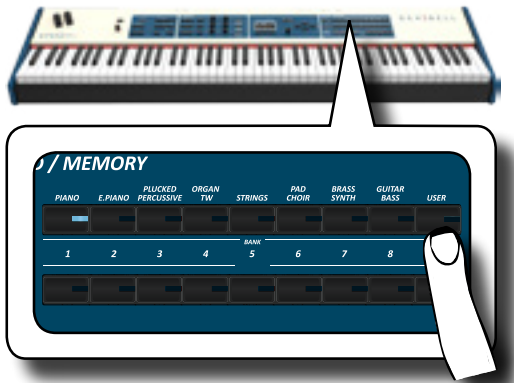 / MEMORY
PIANO E.PIANO PLUCKED PERCUSSIVE ORGAN TW STRINGS PAD CHOIR BRASS SYNTH GUITAR BASS USER
BANK
1 2 3 4 5 6 7 8